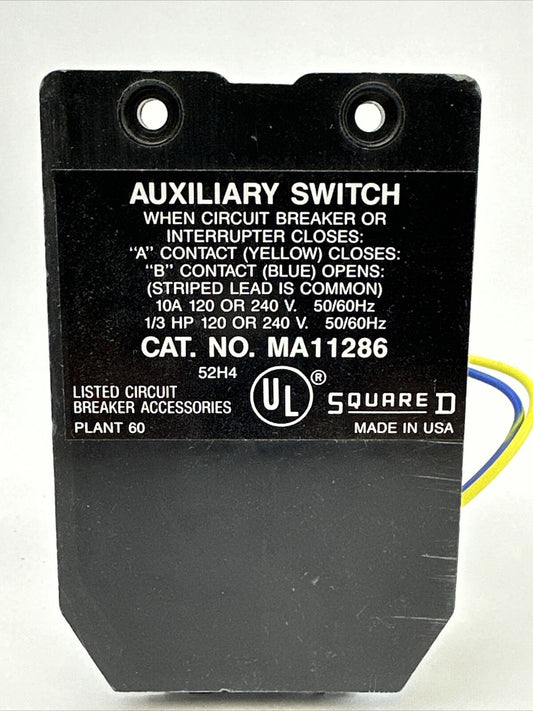 AUXILIARY SWITCH
WHEN CIRCUIT BREAKER OR
INTERRUPTER CLOSES:
"A" CONTACT (YELLOW) CLOSES:
"B" CONTACT (BLUE) OPENS:
(STRIPED LEAD IS COMMON)
10A 120 OR 240 V. 50/60Hz
1/3 HP 120 OR 240 V. 50/60Hz
CAT. NO. MA11286
52H4
LISTED CIRCUIT
BREAKER ACCESSORIES
PLANT 60
UL ®
SQUARE D
MADE IN USA